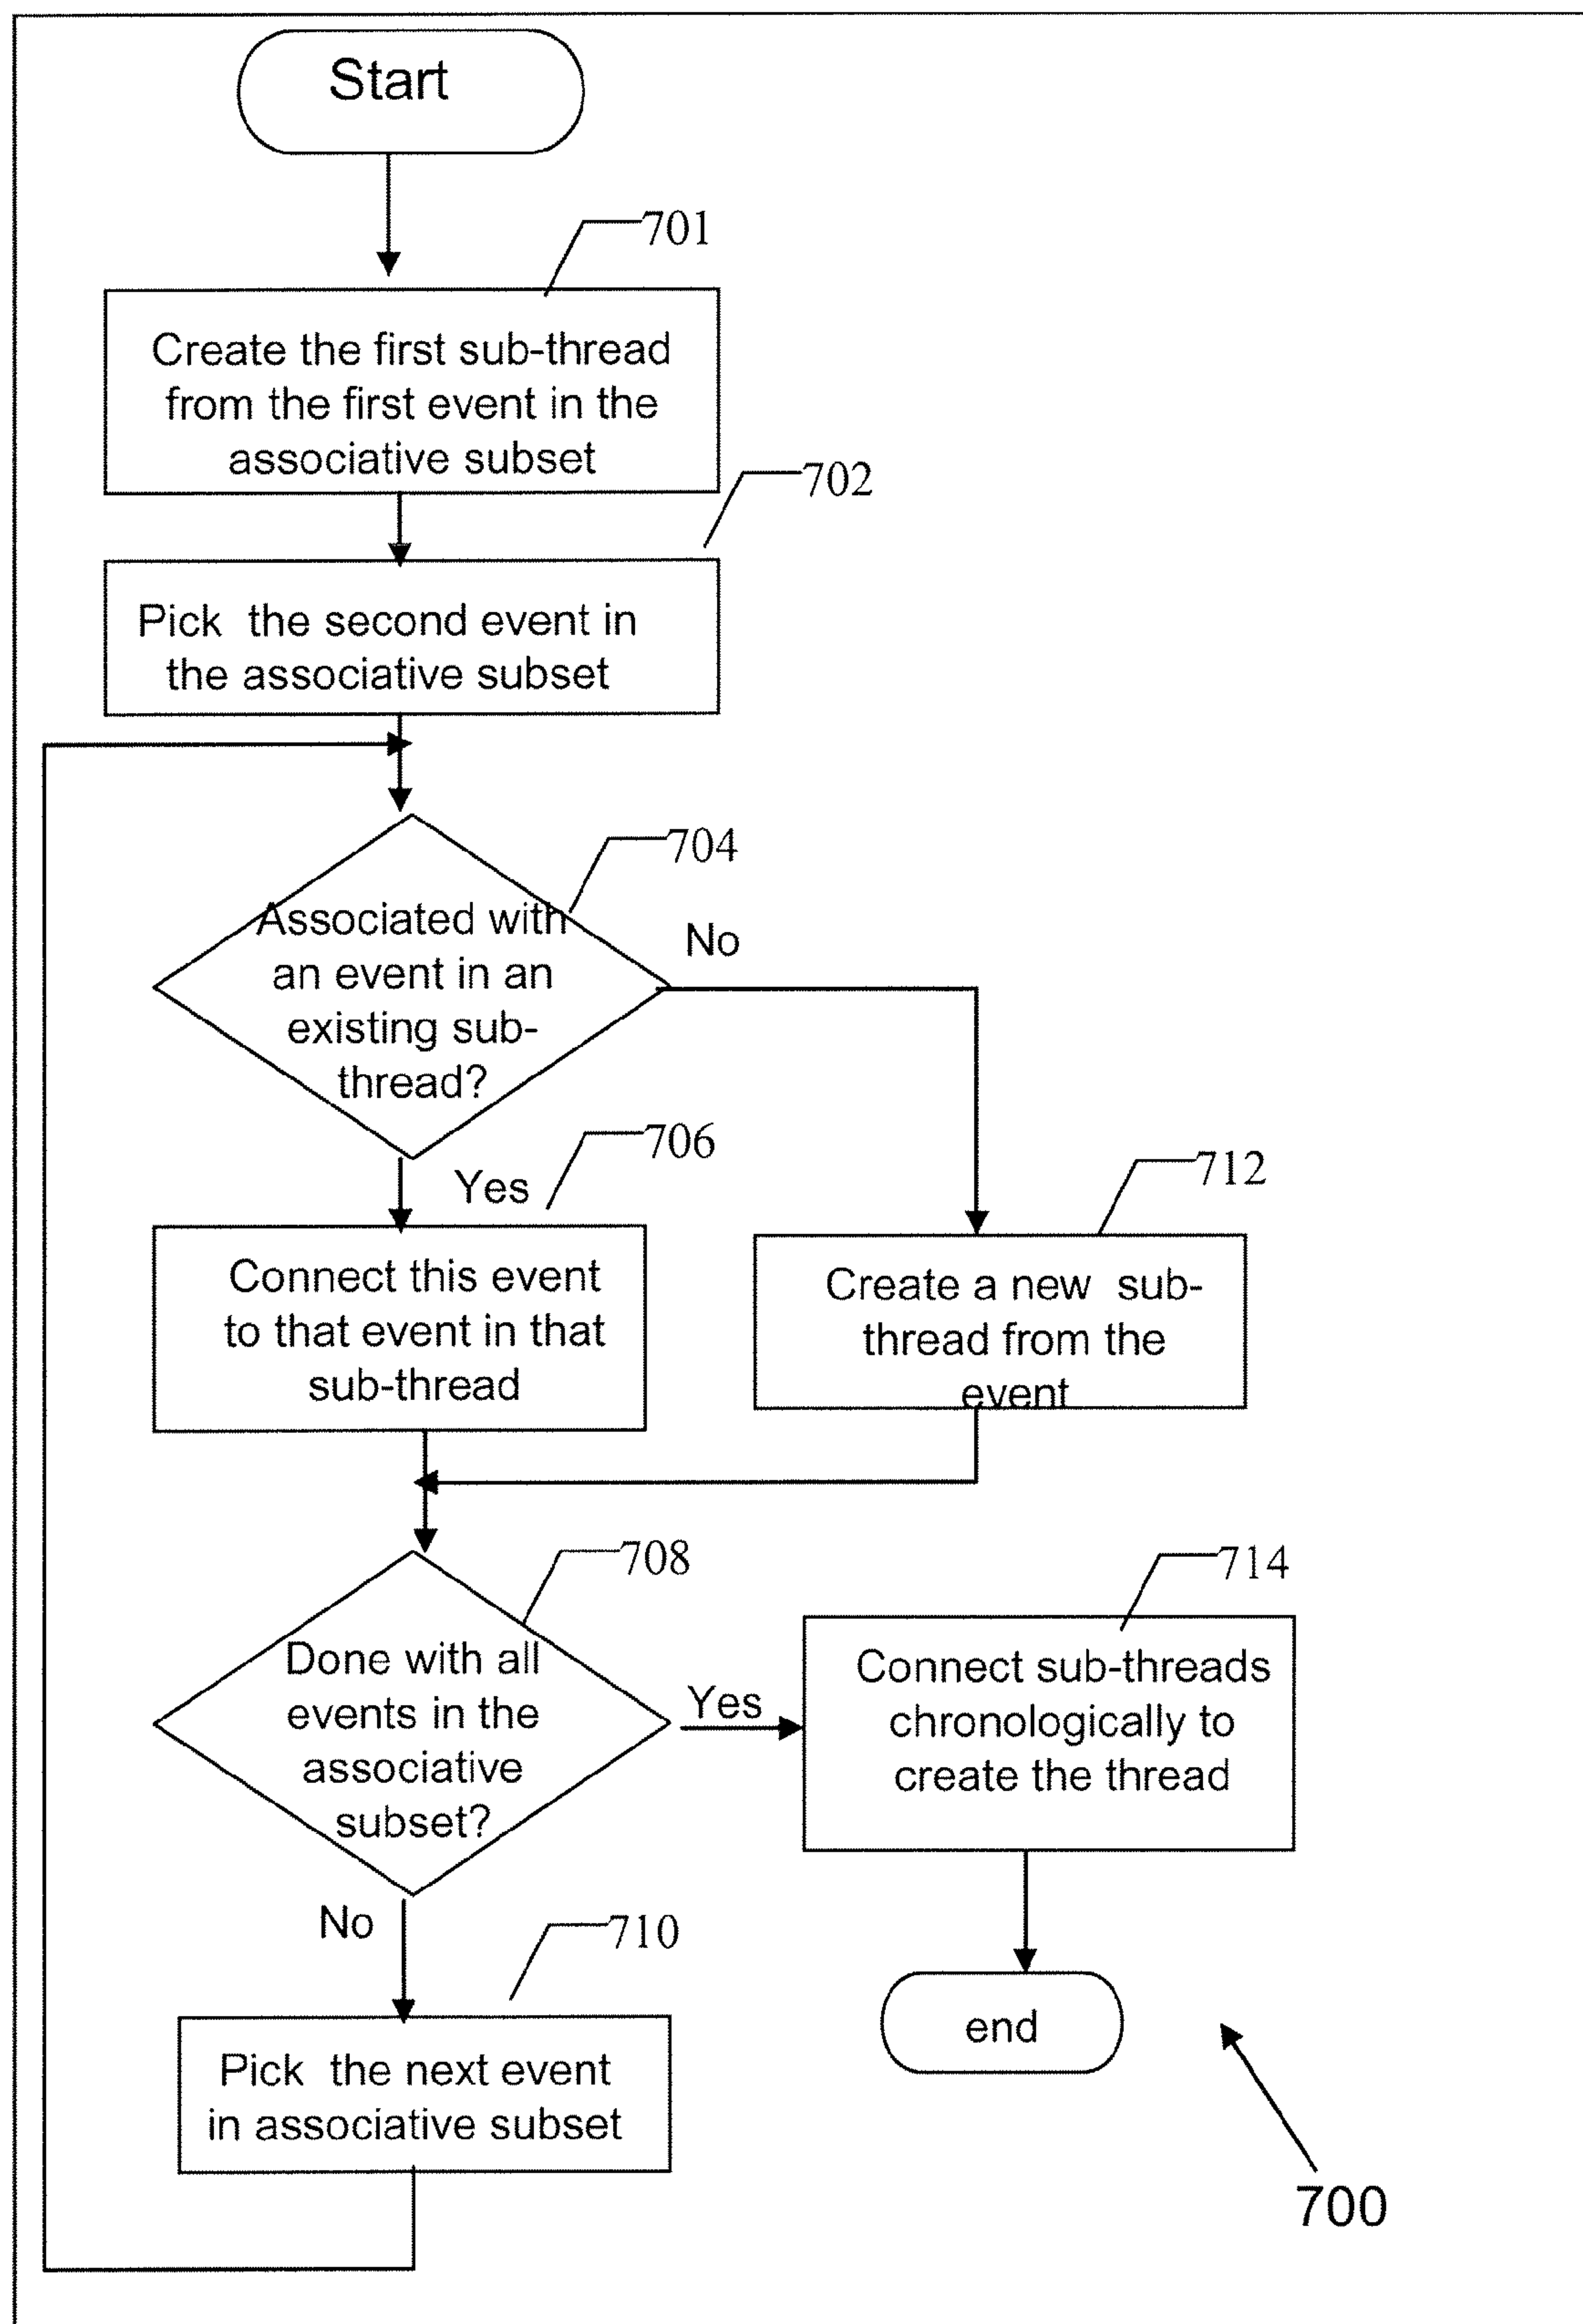 Start
701
Create the first sub-thread
from the first event in the
associative subset
702
Pick the second event in
the associative subset
704
Associated with
an event in an
existing sub-
thread?
No
Yes
706
712
Connect this event
to that event in that
sub-thread
Create a new sub-
thread from the
event
708
714
Done with all
events in the
associative
subset?
Yes
Connect sub-threads
chronologically to
create the thread
No
710
end
Pick the next event
in associative subset
700